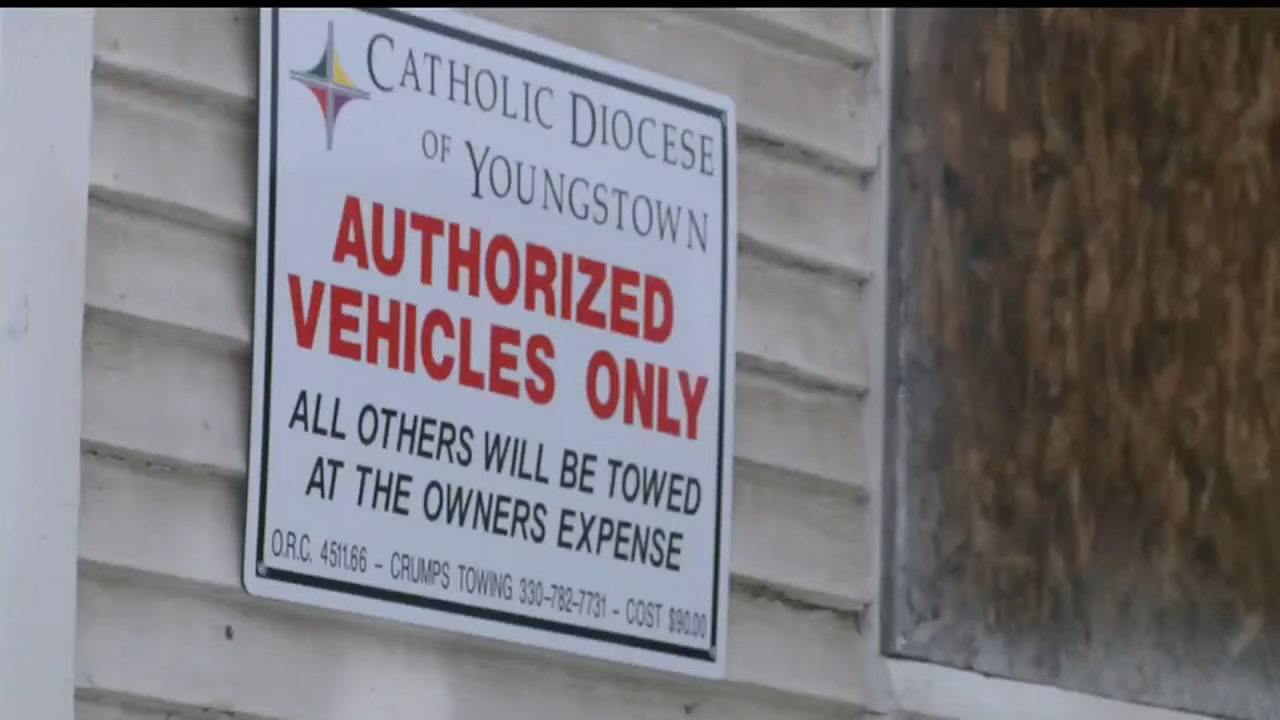 CATHOLIC DIOCESE
OF YOUNGSTOWN
AUTHORIZED
VEHICLES ONLY
ALL OTHERS WILL BE TOWED
AT THE OWNERS EXPENSE
O.R.C. 4511.66 - CRUMPS TOWING 330-782-7731 - COST $90.00